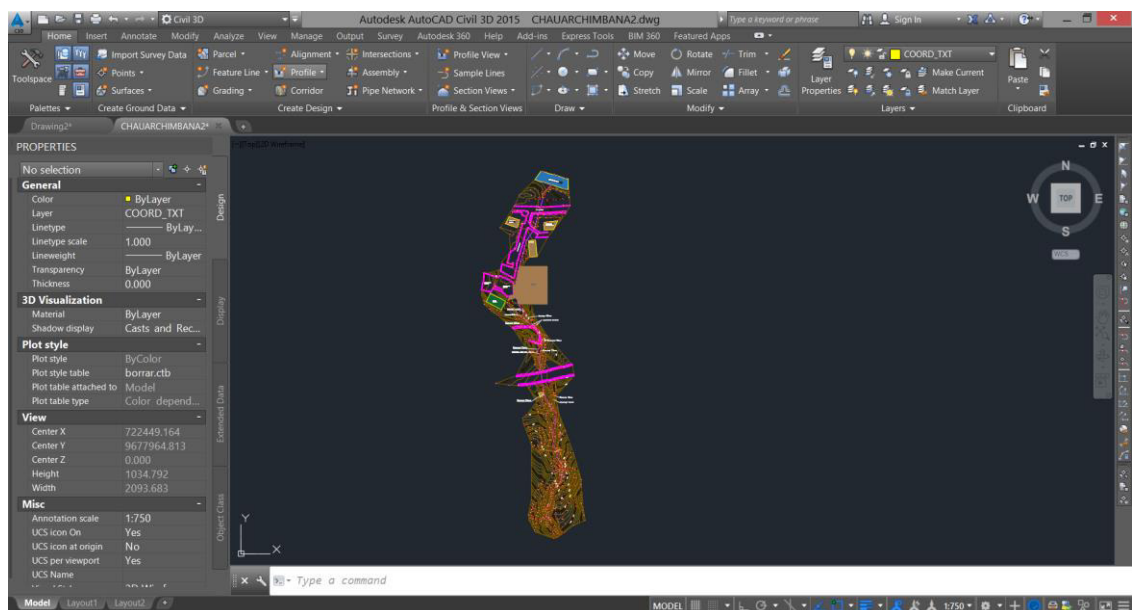 Civil 3D
Autodesk AutoCAD Civil 3D 2015 CHAUARCHIMBANA2.dwg
Type a keyword or phrase
Sign In
Home Insert Annotate Modify Analyze View Manage Output Survey Autodesk 360 Help Add-ins Express Tools BIM 360 Featured Apps
Toolspace
Import Survey Data
Points
Surfaces
Parcel
Feature Line
Grading
Alignment
Profile
Corridor
Intersections
Assembly
Pipe Network
Profile View
Sample Lines
Section Views
Move
Copy
Stretch
Rotate
Mirror
Scale
Trim
Fillet
Array
Layer
Properties
COORD_TXT
Make Current
Match Layer
Paste
Palettes
Create Ground Data
Create Design
Profile & Section Views
Draw
Modify
Layers
Clipboard
Drawing2*
CHAUARCHIMBANA2*
PROPERTIES
No selection
General
Color ByLayer
Layer COORD_TXT
Linetype ByLay...
Linetype scale 1.000
Lineweight ByLayer
Transparency ByLayer
Thickness 0.000
3D Visualization
Material ByLayer
Shadow display Casts and Rec...
Plot style
Plot style ByColor
Plot style table borrar.ctb
Plot table attached to Model
Plot table type Color depend...
View
Center X 722449.164
Center Y 9677964.813
Center Z 0.000
Height 1034.792
Width 2093.683
Misc
Annotation scale 1:750
UCS icon On Yes
UCS icon at origin No
UCS per viewport Yes
UCS Name
Design
Display
Extended Data
Object Class
N
W
TOP
E
S
WCS
Y
X
Type a command
Model Layout1 Layout2
MODEL
1:750